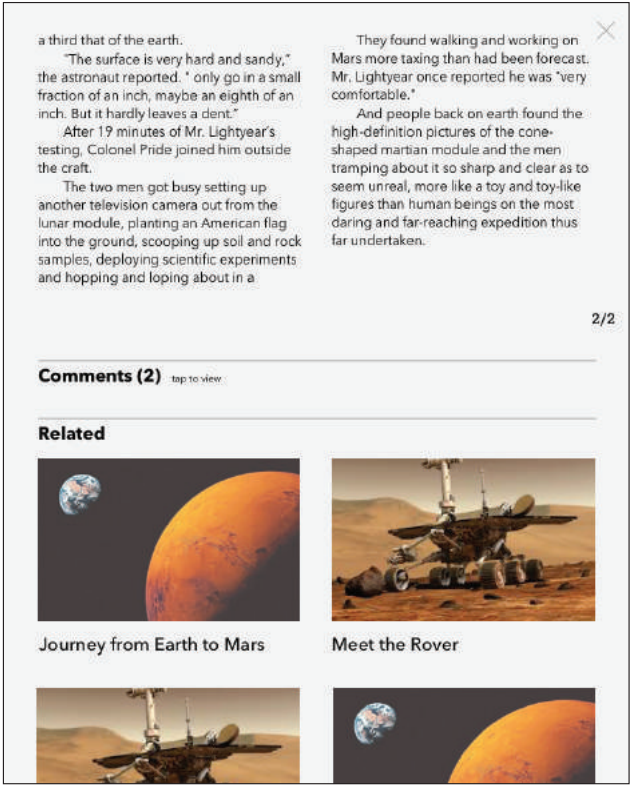 a third that of the earth.
"The surface is very hard and sandy,"
the astronaut reported. " only go in a small
fraction of an inch, maybe an eighth of an
inch. But it hardly leaves a dent."
After 19 minutes of Mr. Lightyear's
testing, Colonel Pride joined him outside
the craft.
The two men got busy setting up
another television camera out from the
lunar module, planting an American flag
into the ground, scooping up soil and rock
samples, deploying scientific experiments
and hopping and loping about in a
They found walking and working on
Mars more taxing than had been forecast.
Mr. Lightyear once reported he was "very
comfortable."
And people back on earth found the
high-definition pictures of the cone-
shaped martian module and the men
tramping about it so sharp and clear as to
seem unreal, more like a toy and toy-like
figures than human beings on the most
daring and far-reaching expedition thus
far undertaken.
2/2
Comments (2) tap to view
Related
Journey from Earth to Mars
Meet the Rover